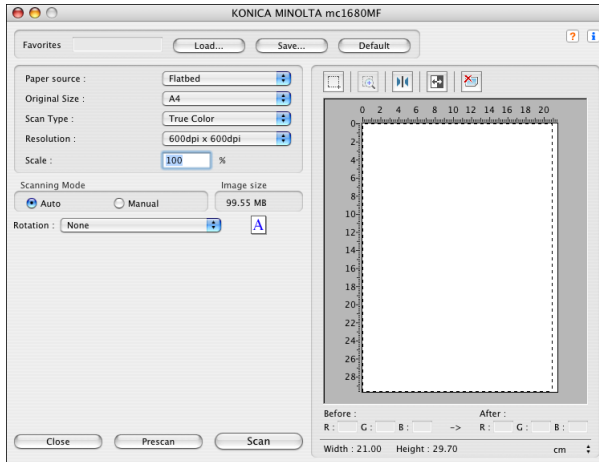 KONICA MINOLTA mc1680MF
Favorites Load... Save... Default
? i
Paper source : Flatbed
Original Size : A4
Scan Type : True Color
Resolution : 600dpi x 600dpi
Scale : 100 %
Scanning Mode Image size
Auto Manual 99.55 MB
Rotation : None A
0 2 4 6 8 10 12 14 16 18 20
0
2
4
6
8
10
12
14
16
18
20
22
24
26
28
Before : After :
R : G : B : -> R : G : B :
Close Prescan Scan
Width : 21.00 Height : 29.70 cm